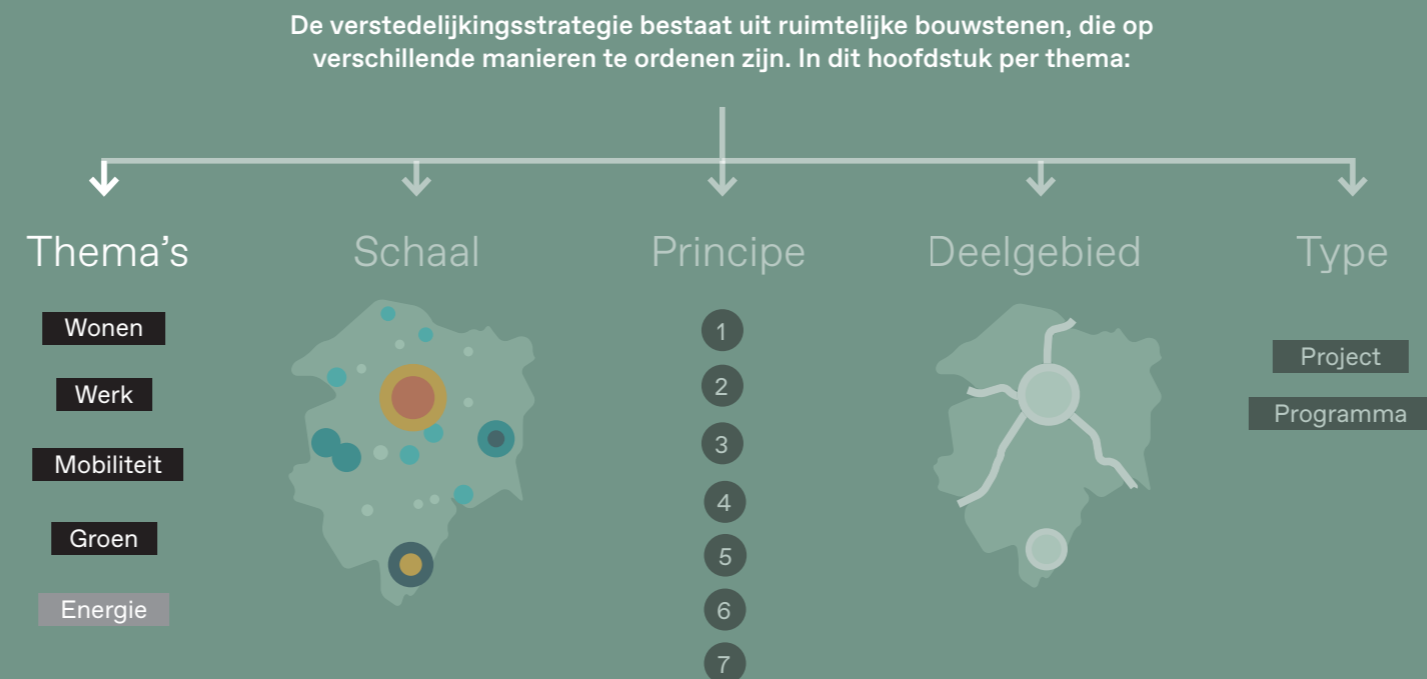 De verstedelijkingsstrategie bestaat uit ruimtelijke bouwstenen, die op
verschillende manieren te ordenen zijn. In dit hoofdstuk per thema:
Thema's
Schaal
Principe
Deelgebied
Type
Wonen
Werk
Mobiliteit
Groen
Energie
1
2
3
4
5
6
7
Project
Programma